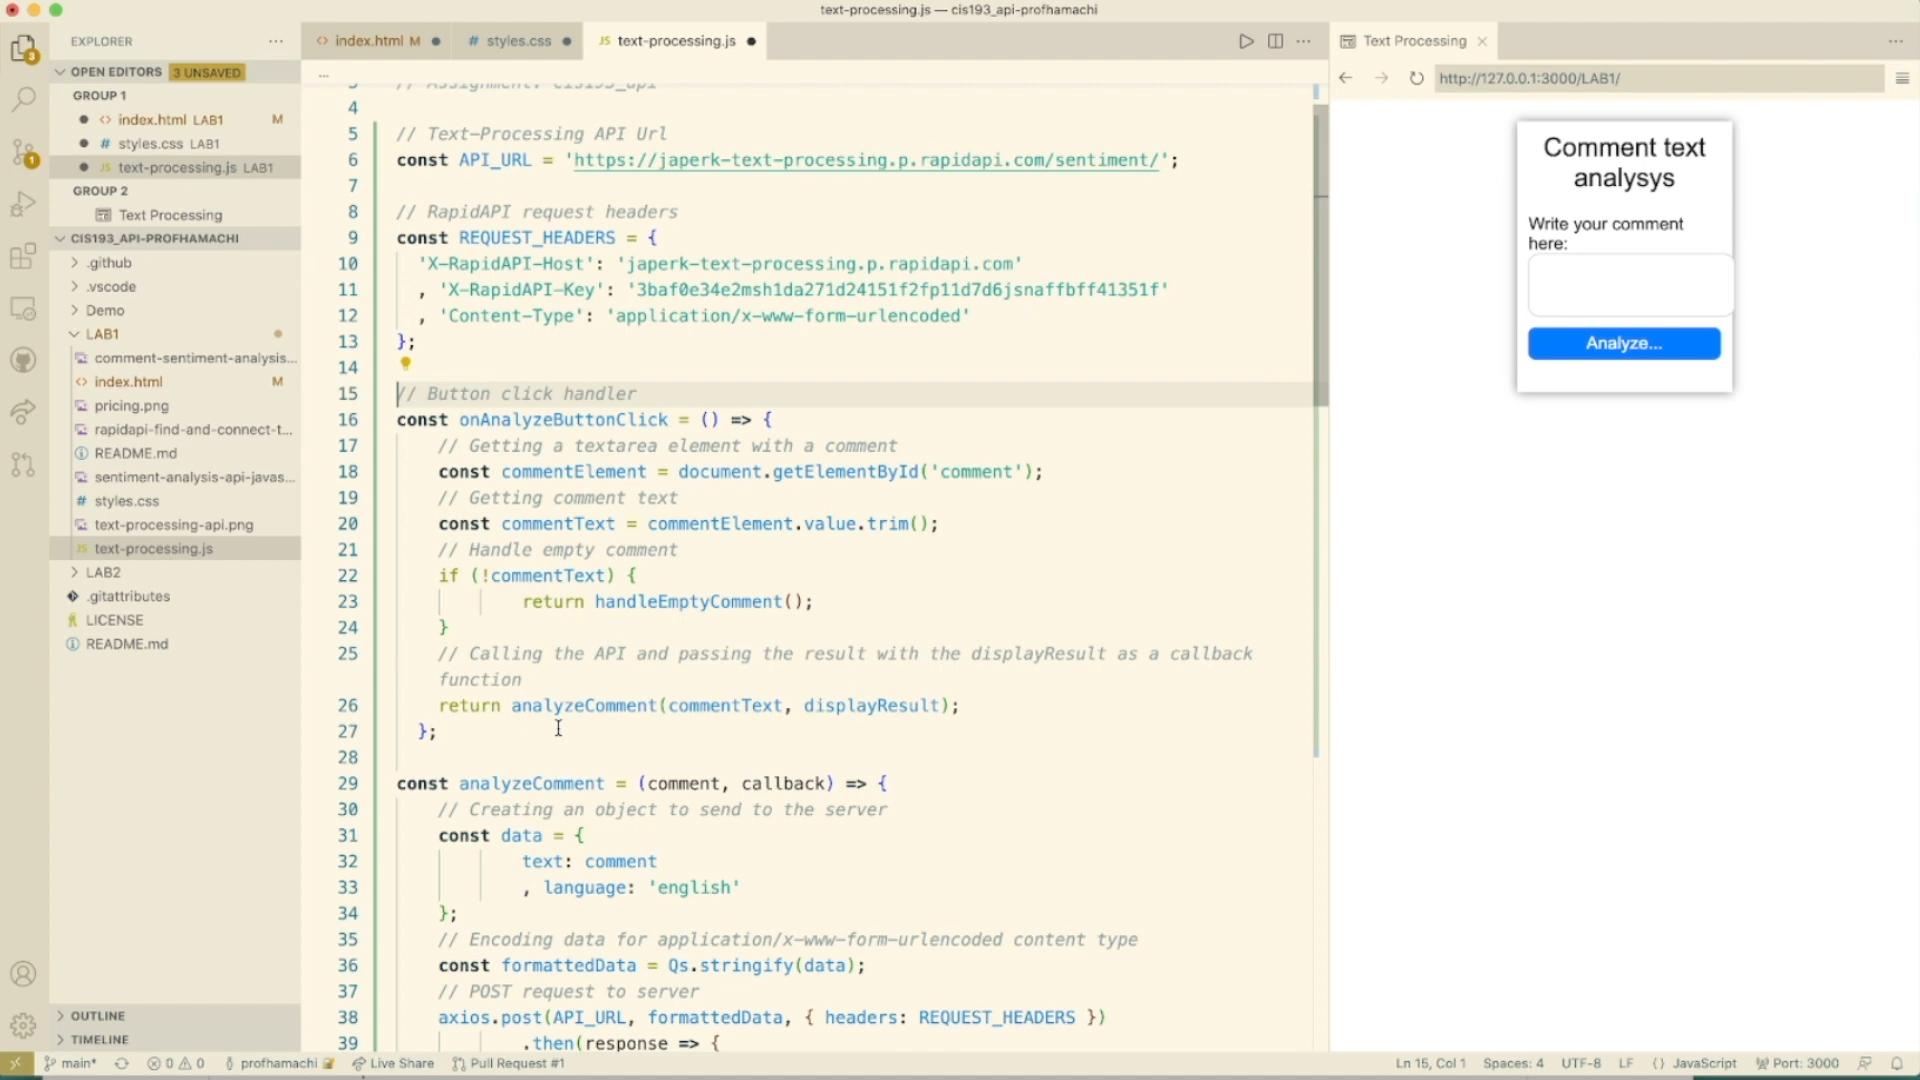 text-processing.js — cis193_api-profhamachi
EXPLORER
OPEN EDITORS 3 UNSAVED
GROUP 1
index.html LAB1 M
styles.css LAB1
text-processing.js LAB1
GROUP 2
Text Processing
CIS193_API-PROFHAMACHI
.github
.vscode
Demo
LAB1
comment-sentiment-analysis...
index.html M
pricing.png
rapidapi-find-and-connect-t...
README.md
sentiment-analysis-api-javas...
styles.css
text-processing-api.png
text-processing.js
LAB2
.gitattributes
LICENSE
README.md
OUTLINE
TIMELINE
index.html M
styles.css
text-processing.js
...
3 // Assignment: cis193_api
4
5 // Text-Processing API Url
6 const API_URL = 'https://japerk-text-processing.p.rapidapi.com/sentiment/';
7
8 // RapidAPI request headers
9 const REQUEST_HEADERS = {
10 'X-RapidAPI-Host': 'japerk-text-processing.p.rapidapi.com'
11 , 'X-RapidAPI-Key': '3baf0e34e2msh1da271d24151f2fp11d7d6jsnaffbff41351f'
12 , 'Content-Type': 'application/x-www-form-urlencoded'
13 };
14
15 // Button click handler
16 const onAnalyzeButtonClick = () => {
17 // Getting a textarea element with a comment
18 const commentElement = document.getElementById('comment');
19 // Getting comment text
20 const commentText = commentElement.value.trim();
21 // Handle empty comment
22 if (!commentText) {
23 return handleEmptyComment();
24 }
25 // Calling the API and passing the result with the displayResult as a callback
function
26 return analyzeComment(commentText, displayResult);
27 };
28
29 const analyzeComment = (comment, callback) => {
30 // Creating an object to send to the server
31 const data = {
32 text: comment
33 , language: 'english'
34 };
35 // Encoding data for application/x-www-form-urlencoded content type
36 const formattedData = Qs.stringify(data);
37 // POST request to server
38 axios.post(API_URL, formattedData, { headers: REQUEST_HEADERS })
39 .then(response => {
Text Processing
http://127.0.0.1:3000/LAB1/
Comment text
analysys
Write your comment
here:
Analyze...
3
1
main* 0 0 profhamachi Live Share Pull Request #1
Ln 15, Col 1 Spaces: 4 UTF-8 LF {} JavaScript Port: 3000